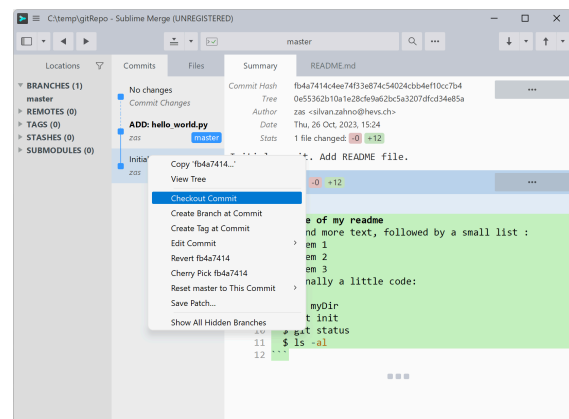 C:\temp\gitRepo - Sublime Merge (UNREGISTERED)
master
Locations
Commits
Files
Summary
README.md
BRANCHES (1)
master
REMOTES (0)
TAGS (0)
STASHES (0)
SUBMODULES (0)
No changes
Commit Changes
ADD: hello_world.py
zas
master
Initial
zas
Commit Hash fb4a7414c4ee74f33e874c54024cbb4ef10cc7b4
Tree 0e55362b10a1e28cfe9a62bc5a3207dfcd34e85a
Author zas <silvan.zahno@hevs.ch>
Date Thu, 26 Oct, 2023, 15:24
Stats 1 file changed: -0 +12
it. Add README file.
-0 +12
Copy 'fb4a7414...'
View Tree
Checkout Commit
Create Branch at Commit
Create Tag at Commit
Edit Commit
Revert fb4a7414
Cherry Pick fb4a7414
Reset master to This Commit
Save Patch...
Show All Hidden Branches
e of my readme
nd more text, followed by a small list :
em 1
em 2
em 3
nally a little code:
myDir
t init
10 $ git status
11 $ ls -al
12 ```